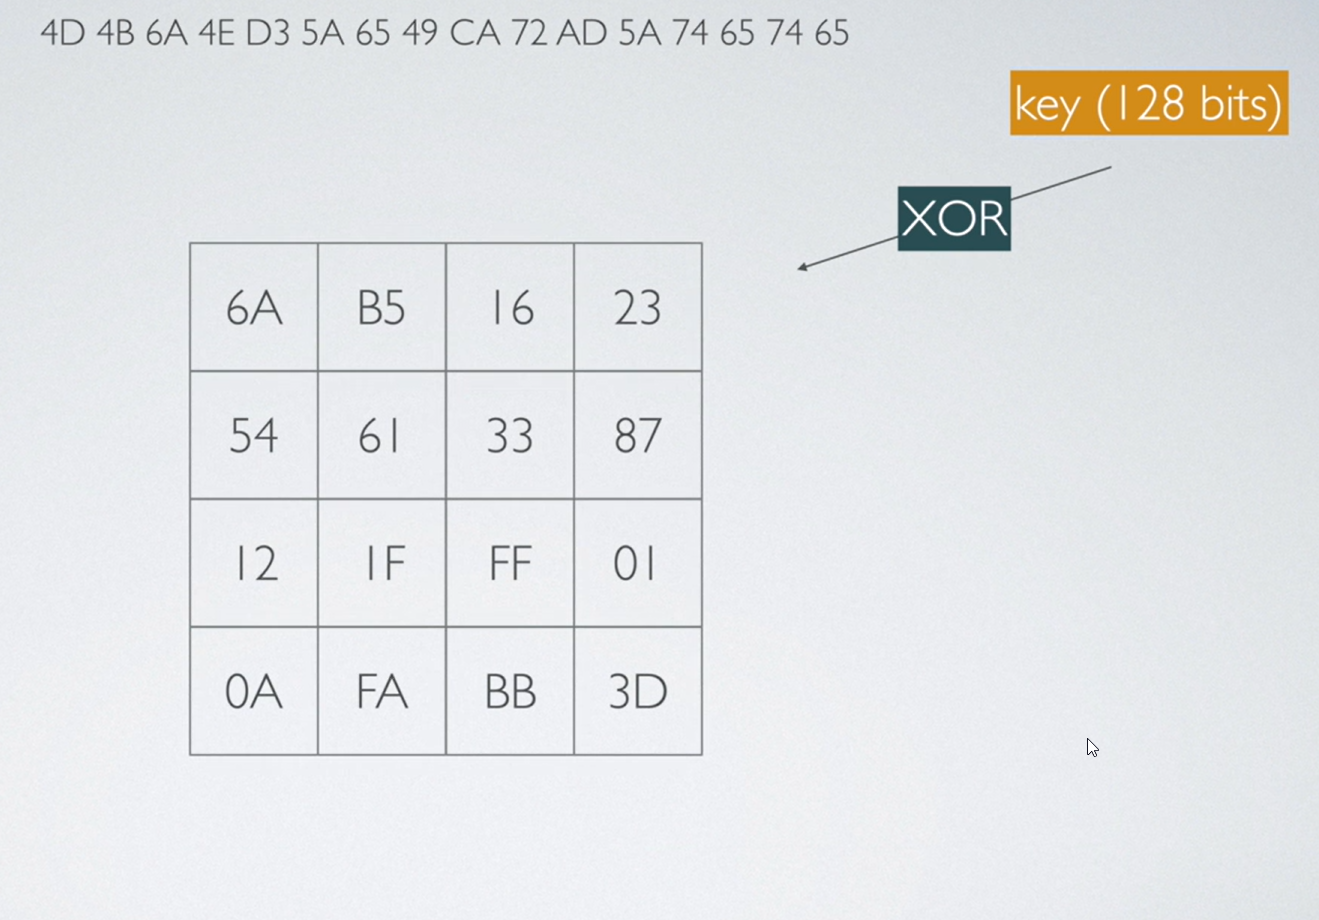 4D 4B 6A 4E D3 5A 65 49 CA 72 AD 5A 74 65 74 65
key (128 bits)
XOR
6A B5 16 23
54 61 33 87
12 1F FF 01
0A FA BB 3D